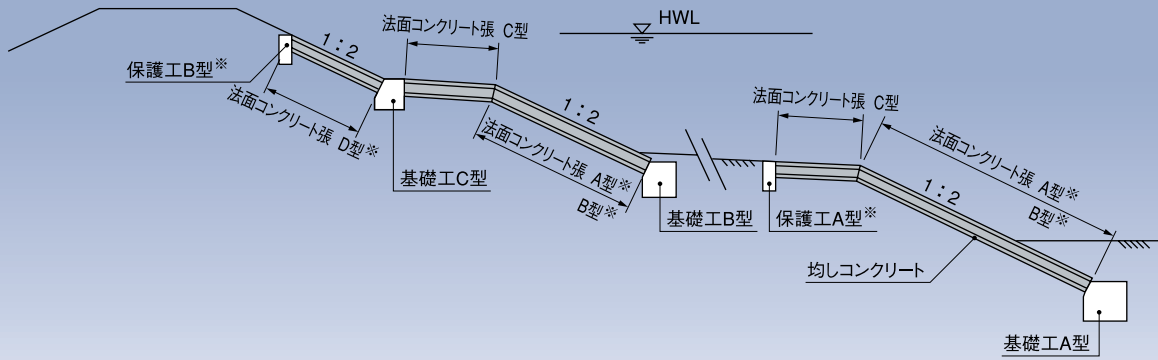 HWL
法面コンクリート張 C型
1：2
保護工B型※
法面コンクリート張 D型※
基礎工C型
1：2
法面コンクリート張 A型※
B型※
基礎工B型
法面コンクリート張 C型
保護工A型※
法面コンクリート張 A型※
B型※
1：2
均しコンクリート
基礎工A型